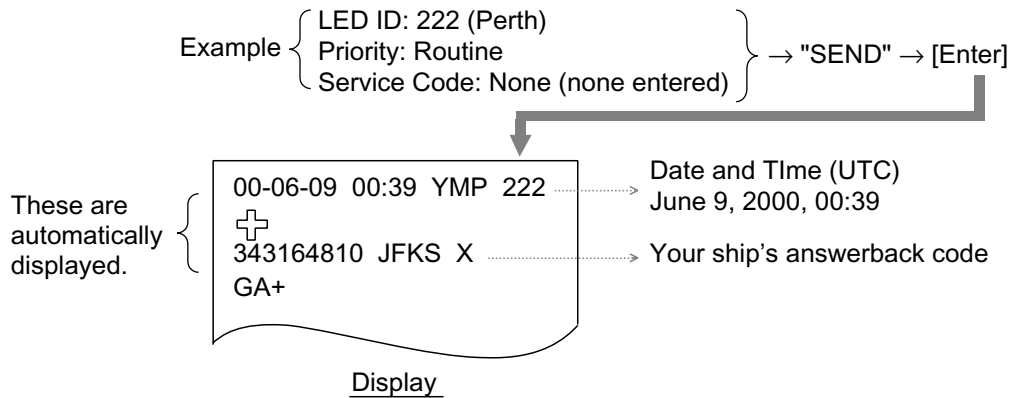 Example
LED ID: 222 (Perth)
Priority: Routine
Service Code: None (none entered)
→ "SEND" → [Enter]
These are
automatically
displayed.
00-06-09 00:39 YMP 222
343164810 JFKS X
GA+
Date and TIme (UTC)
June 9, 2000, 00:39
Your ship's answerback code
Display